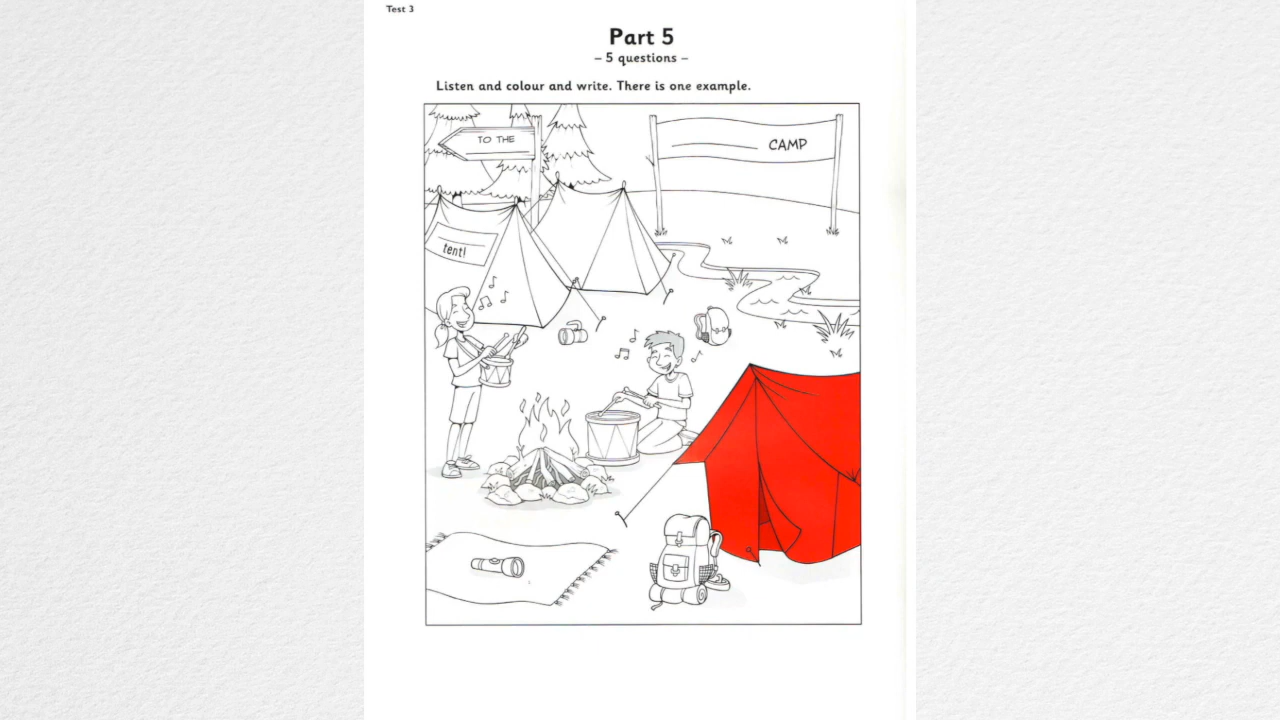 Test 3
Part 5
– 5 questions –
Listen and colour and write. There is one example.
TO THE
CAMP
tent!